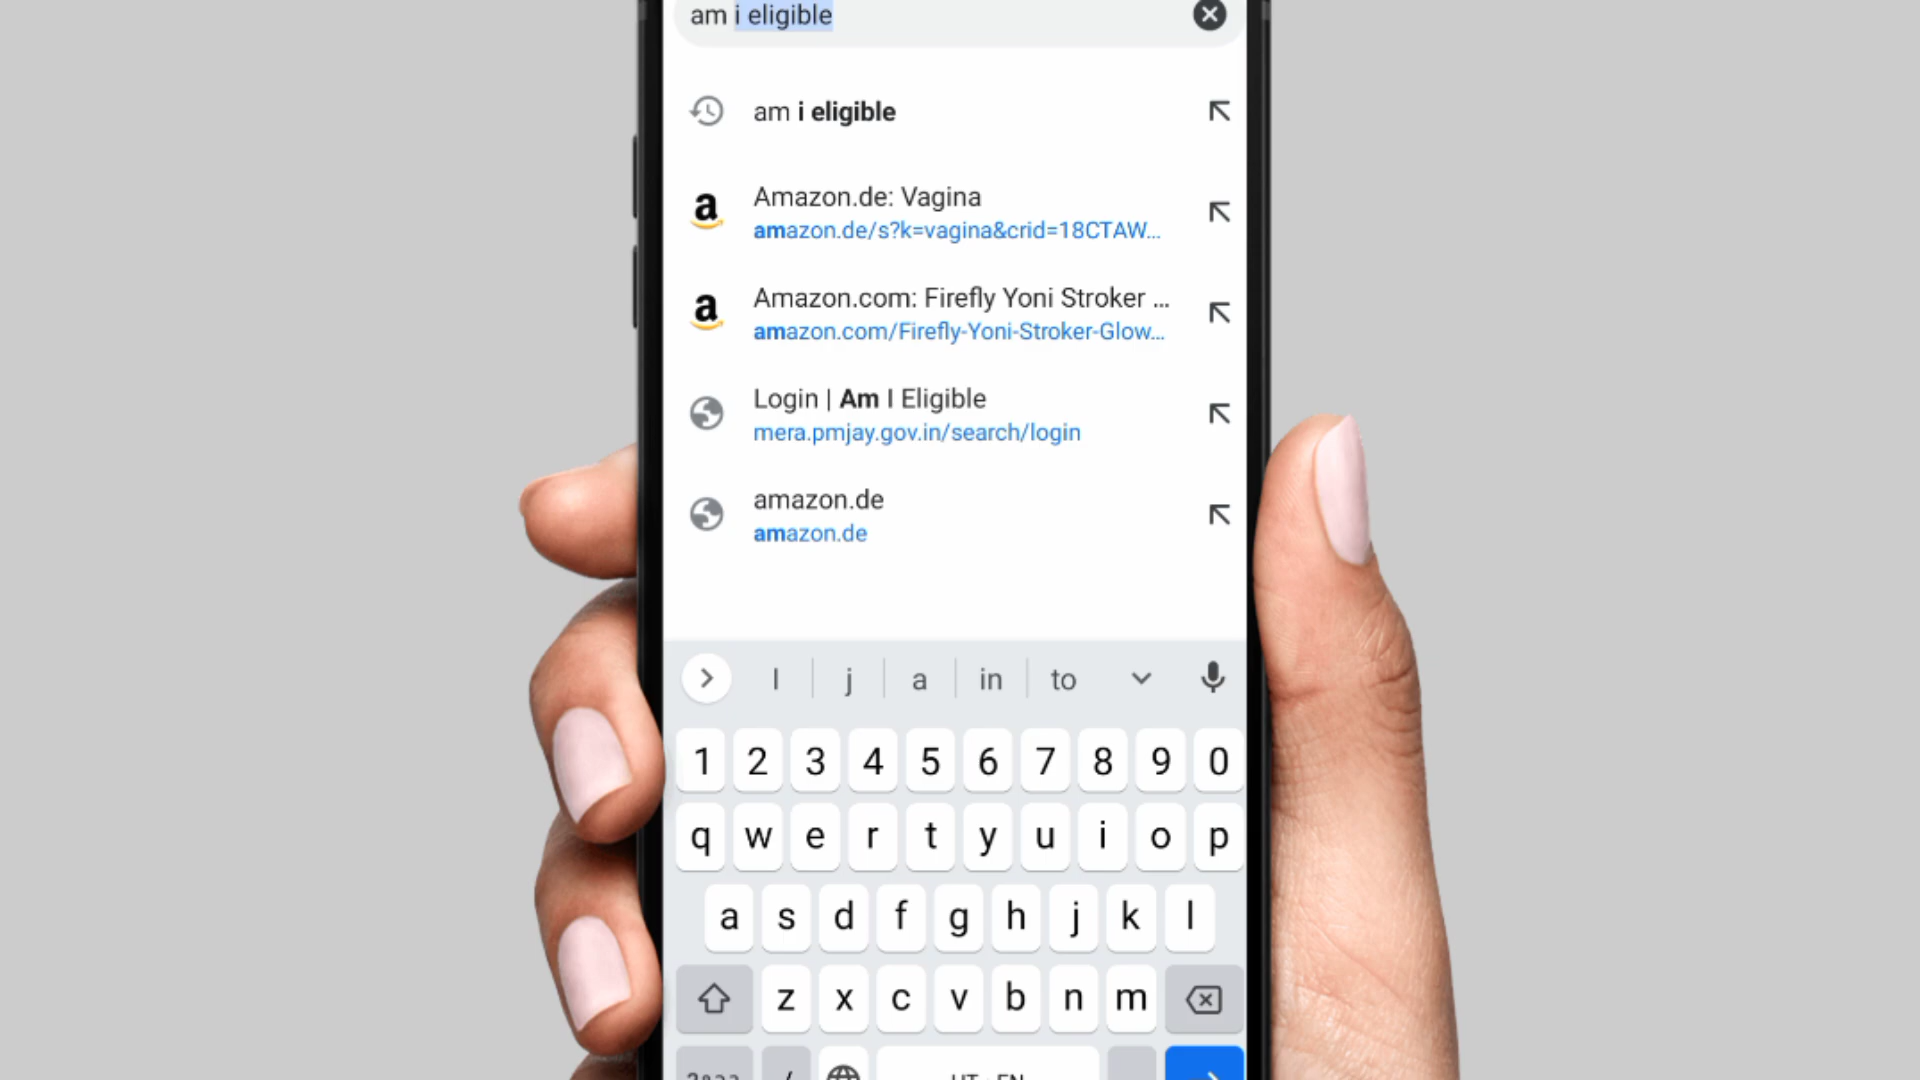 am i eligible
am i eligible
Amazon.de: Vagina
amazon.de/s?k=vagina&crid=18CTAW...
Amazon.com: Firefly Yoni Stroker ...
amazon.com/Firefly-Yoni-Stroker-Glow...
Login | Am I Eligible
mera.pmjay.gov.in/search/login
amazon.de
amazon.de
I j a in to
1 2 3 4 5 6 7 8 9 0
q w e r t y u i o p
a s d f g h j k l
z x c v b n m